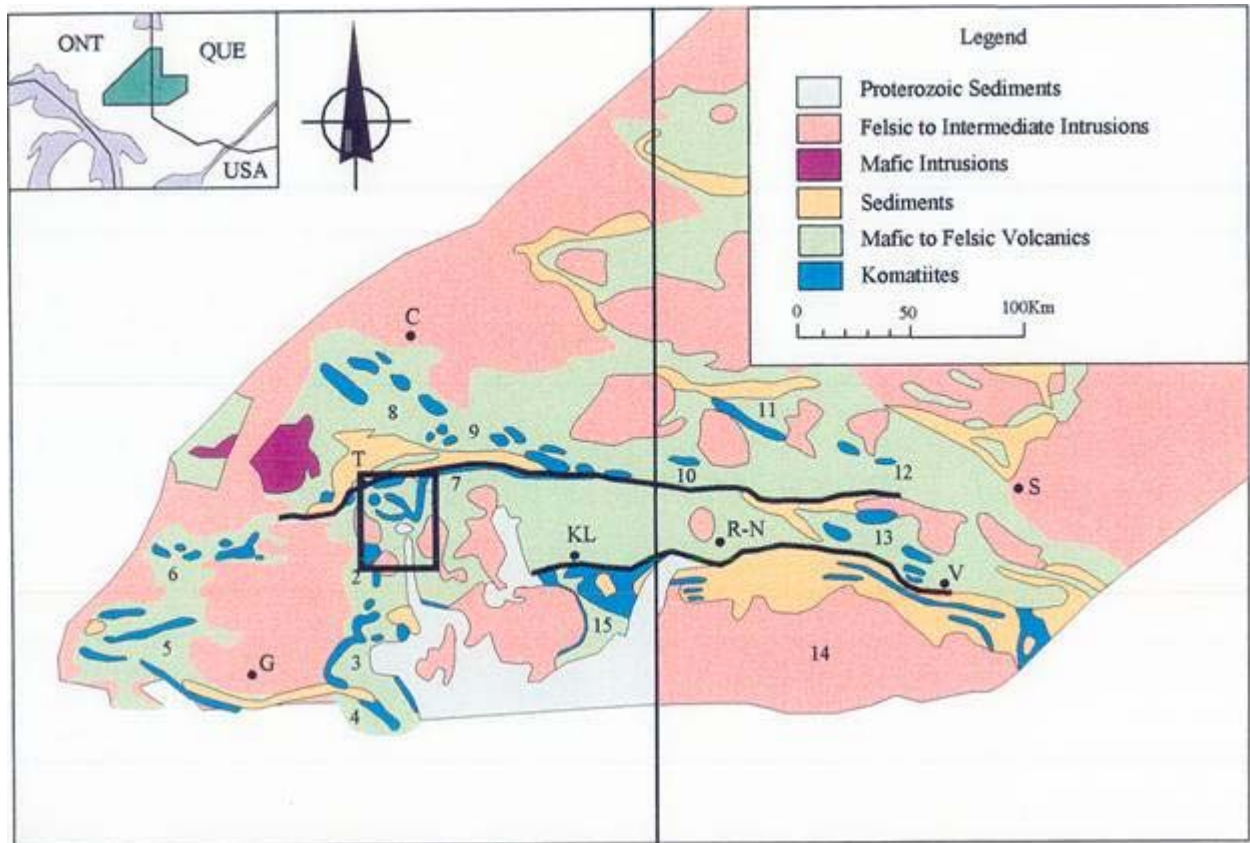 ONT QUE
USA
Legend
Proterozoic Sediments
Felsic to Intermediate Intrusions
Mafic Intrusions
Sediments
Mafic to Felsic Volcanics
Komatiites
0 50 100Km
C
8
11
9
T
7
10
12
S
KL
R-N
13
6
2
V
5
G
3
15
14
4